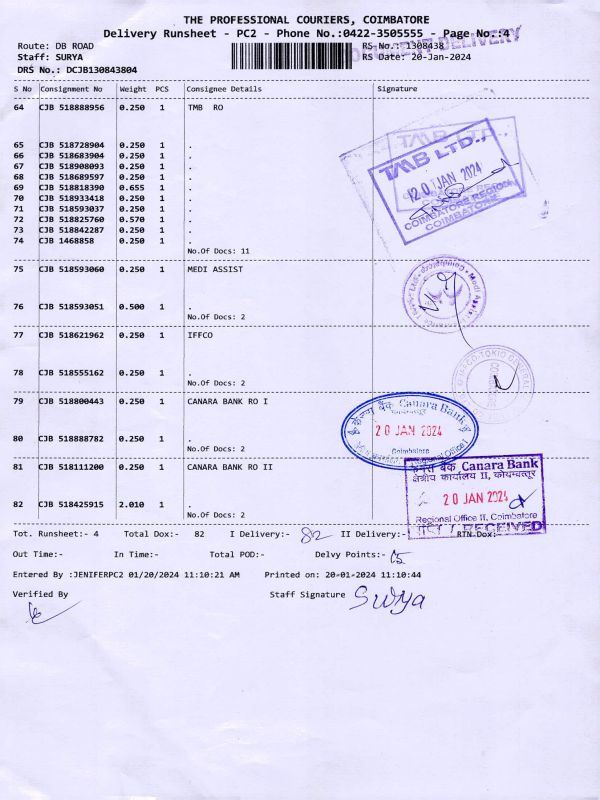 THE PROFESSIONAL COURIERS, COIMBATORE
Delivery Runsheet - PC2 - Phone No.:0422-3505555 - Page No.:4
Route: DB ROAD
RS No.: 1308438
DELIVERY
Staff: SURYA
RS Date: 20-Jan-2024
DRS No.: DCJB130843804
S No Consignment No Weight PCS Consignee Details Signature
64 CJB 518888956 0.250 1 TMB RO
65 CJB 518728904 0.250 1 .
66 CJB 518683904 0.250 1 .
67 CJB 518908093 0.250 1 .
68 CJB 518689597 0.250 1 .
69 CJB 518818390 0.655 1 .
70 CJB 518933418 0.250 1 .
71 CJB 518593037 0.250 1 .
72 CJB 518825760 0.570 1 .
73 CJB 518842287 0.250 1 .
74 CJB 1468858 0.250 1 .
No.Of Docs: 11
TMB LTD.,
20 JAN 2024
COIMBATORE REGION
COIMBATORE
75 CJB 518593060 0.250 1 MEDI ASSIST
76 CJB 518593051 0.500 1 .
No.Of Docs: 2
77 CJB 518621962 0.250 1 IFFCO
78 CJB 518555162 0.250 1 .
No.Of Docs: 2
79 CJB 518800443 0.250 1 CANARA BANK RO I
80 CJB 518888782 0.250 1 .
No.Of Docs: 2
Canara Bank
20 JAN 2024
Coimbatore
81 CJB 518111200 0.250 1 CANARA BANK RO II
82 CJB 518425915 2.010 1 .
No.Of Docs: 2
केनरा बैंक Canara Bank
क्षेत्रीय कार्यालय II, कोयम्बत्तूर
20 JAN 2024
Regional Office II, Coimbatore
RECEIVED
Tot. Runsheet:- 4 Total Dox:- 82 I Delivery:- 82 II Delivery:- RTN.Dox:-
Out Time:- In Time:- Total POD:- Delvy Points:- 05
Entered By :JENIFERPC2 01/20/2024 11:10:21 AM Printed on: 20-01-2024 11:10:44
Verified By
Staff Signature Surya